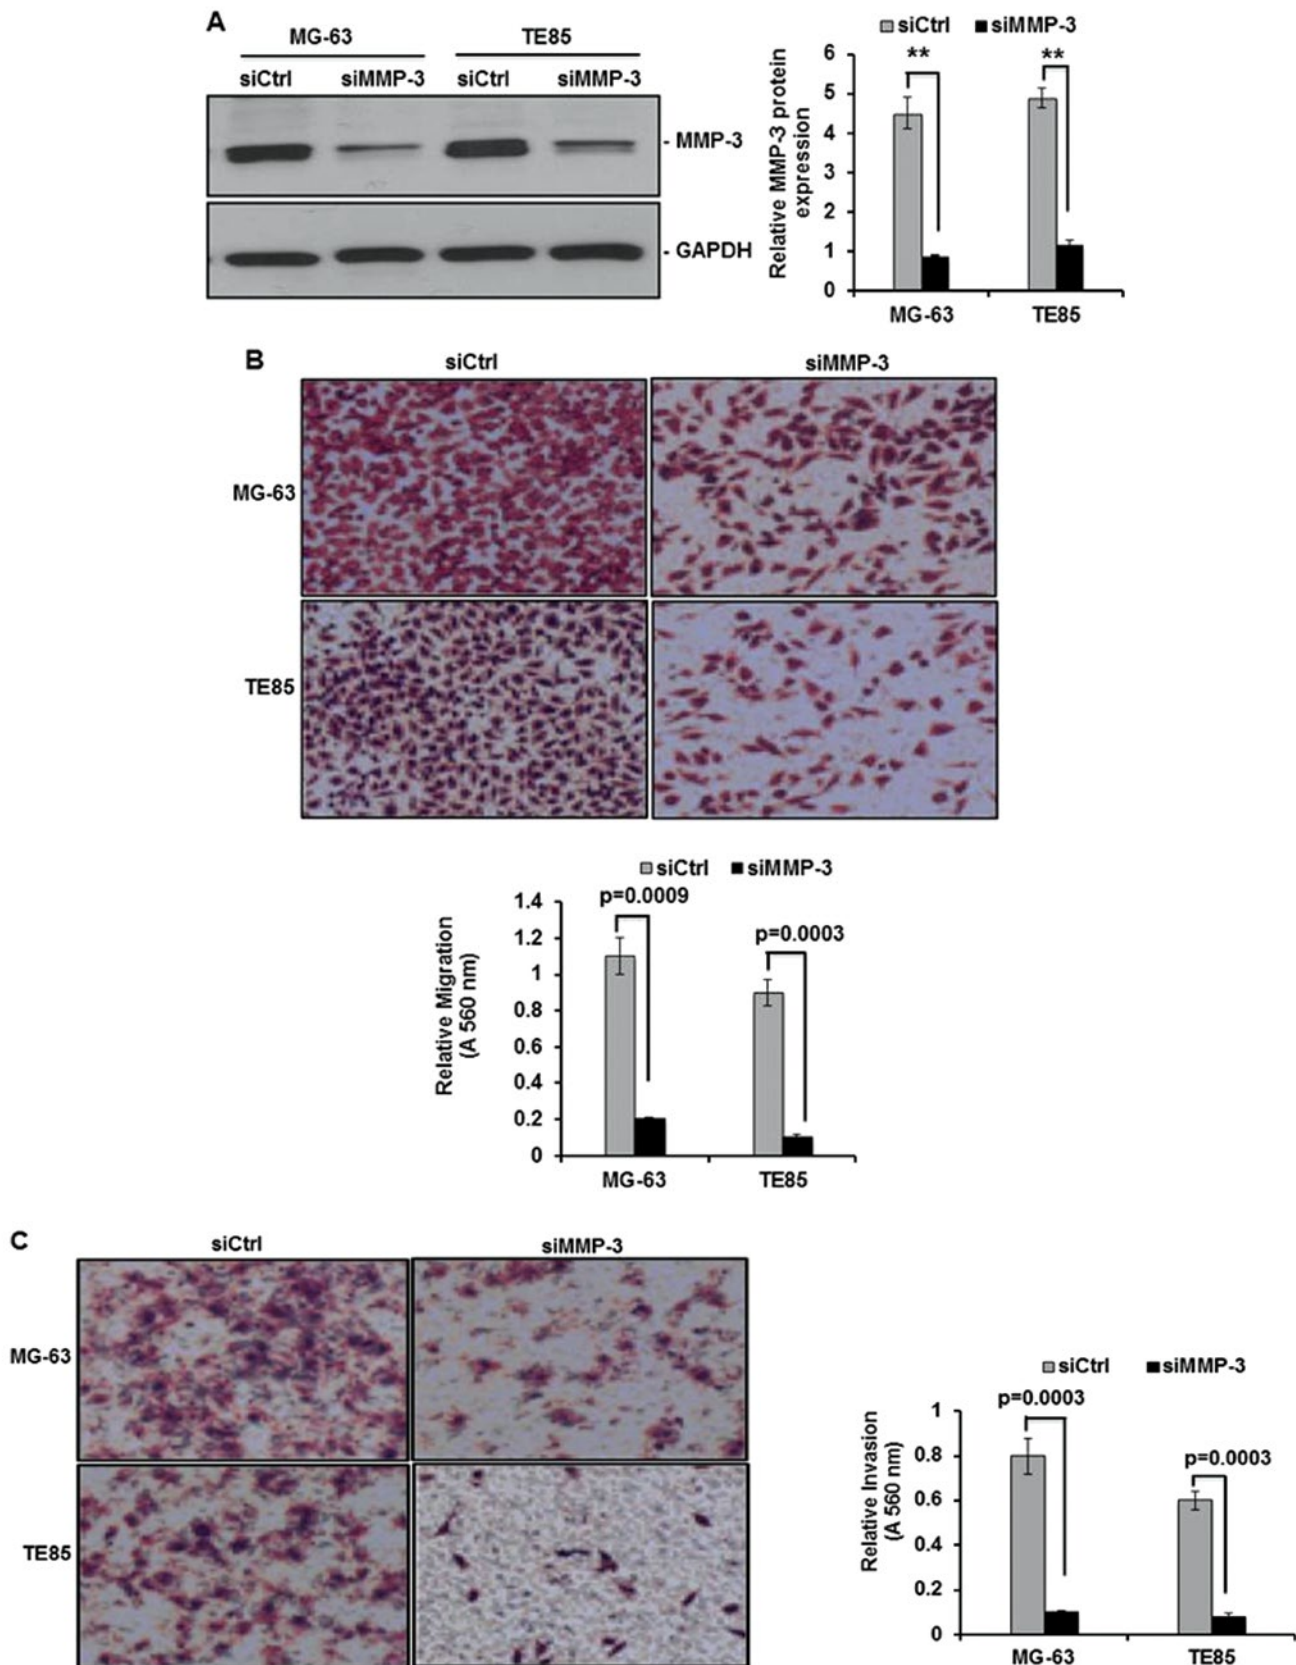 A
MG-63 TE85
siCtrl siMMP-3 siCtrl siMMP-3
- MMP-3
- GAPDH
siCtrl siMMP-3
Relative MMP-3 protein
expression
6
5
4
3
2
1
0
** **
MG-63 TE85
B
siCtrl siMMP-3
MG-63
TE85
siCtrl siMMP-3
p=0.0009
p=0.0003
Relative Migration
(A 560 nm)
1.4
1.2
1
0.8
0.6
0.4
0.2
0
MG-63 TE85
C
siCtrl siMMP-3
MG-63
TE85
siCtrl siMMP-3
p=0.0003
p=0.0003
Relative Invasion
(A 560 nm)
1
0.8
0.6
0.4
0.2
0
MG-63 TE85